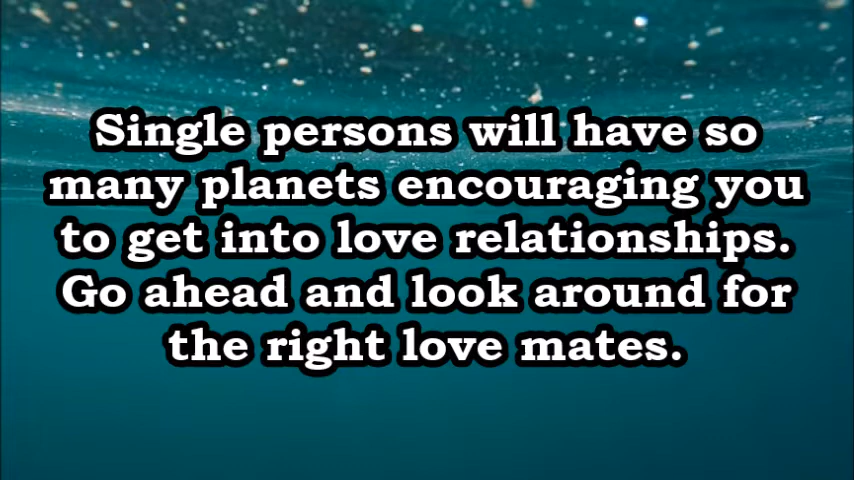 Single persons will have so
many planets encouraging you
to get into love relationships.
Go ahead and look around for
the right love mates.